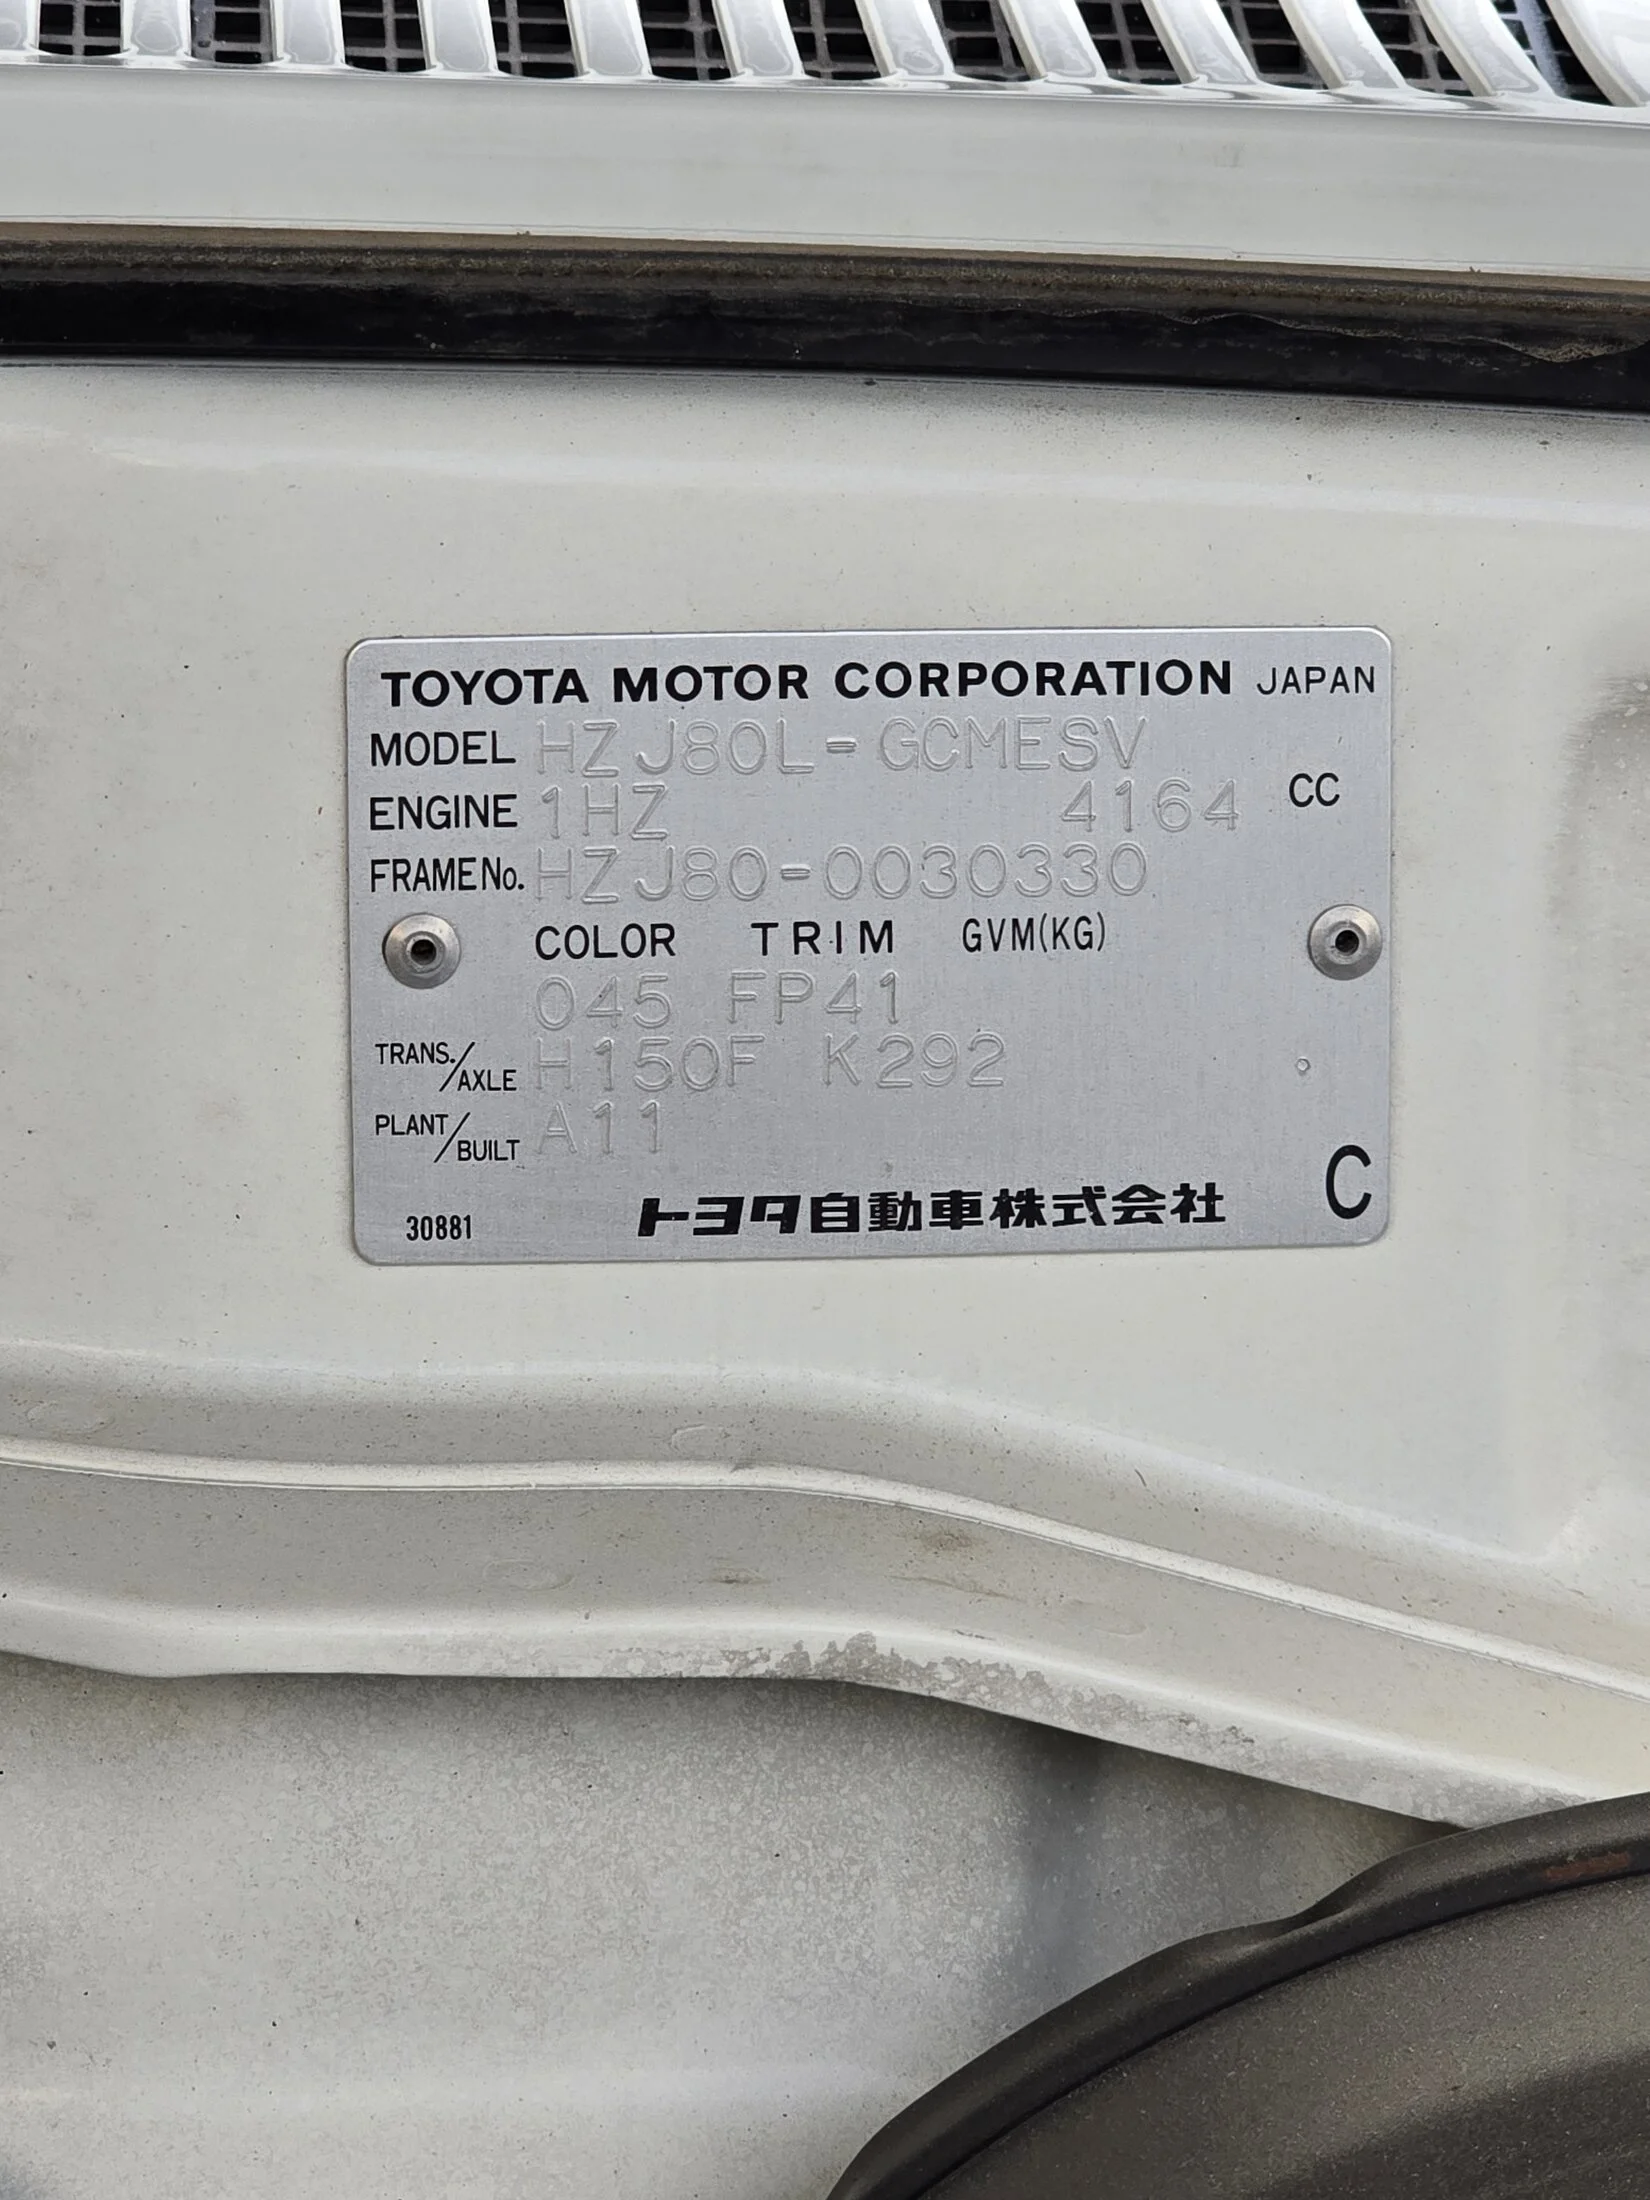 TOYOTA MOTOR CORPORATION JAPAN
MODEL HZJ80L-GCMESV
ENGINE 1HZ 4164 CC
FRAME No. HZJ80-0030330
COLOR TRIM GVM(KG)
045 FP41
TRANS./AXLE H150F K292
PLANT/BUILT A11
30881 トヨタ自動車株式会社 C